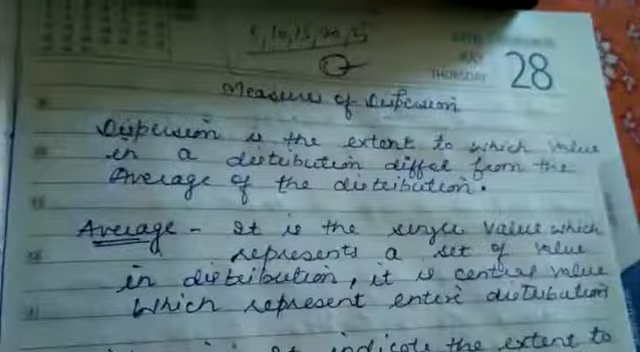 5, 10, 15, 20, 25
THURSDAY
28
Measures of Dispersion
Dispersion is the extent to which value
in a distribution differ from the
Average of the distribution.
Average - It is the single value which
represents a set of value
in distribution, it is central value
which represent entire distribution
It indicate the extent to